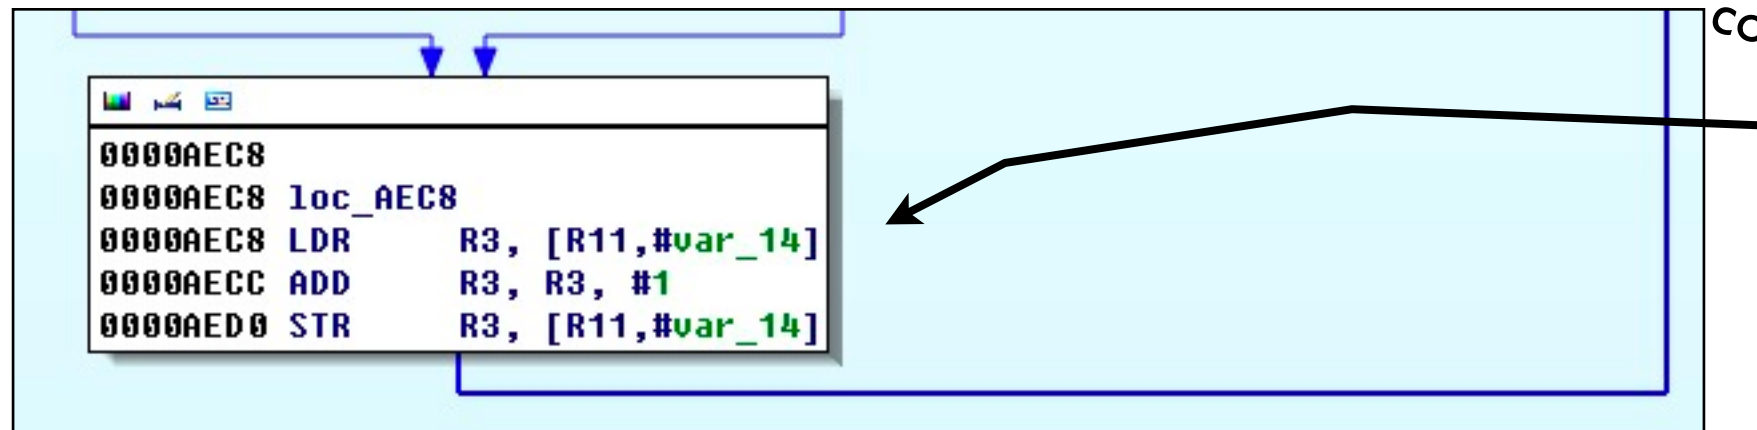 0000AEC8
0000AEC8 loc_AEC8
0000AEC8 LDR R3, [R11,#var_14]
0000AECC ADD R3, R3, #1
0000AED0 STR R3, [R11,#var_14]